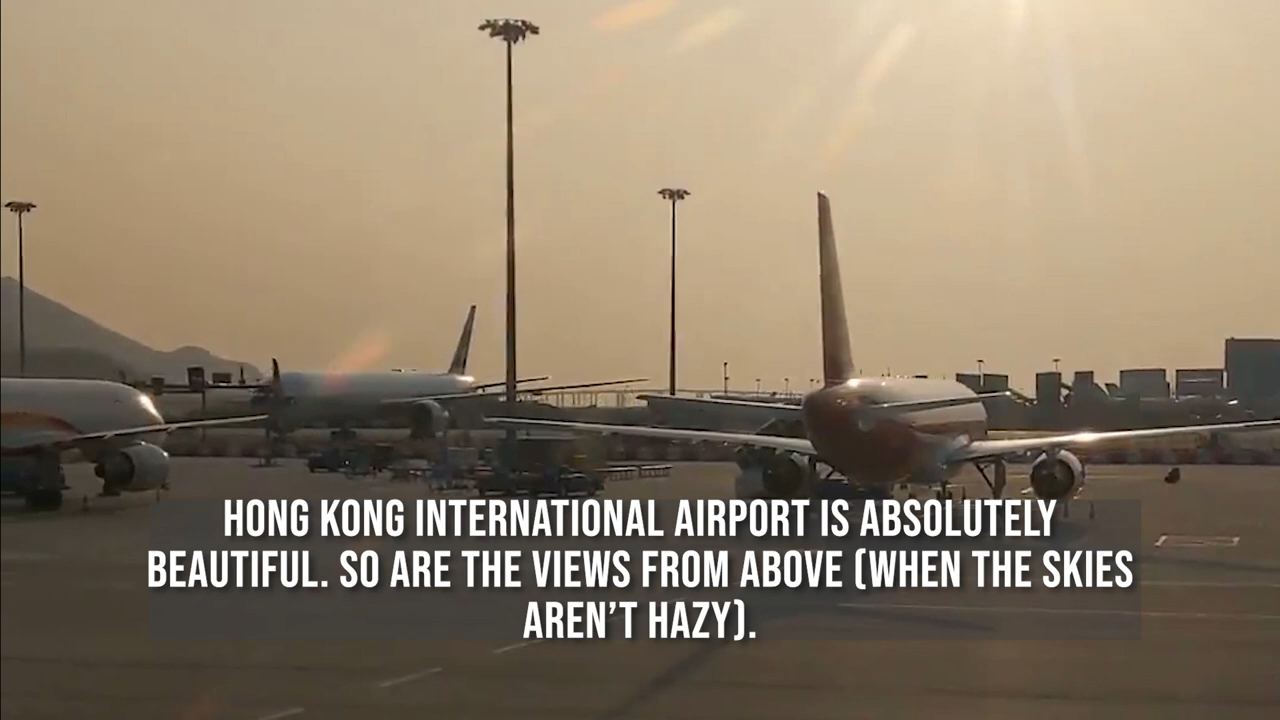 HONG KONG INTERNATIONAL AIRPORT IS ABSOLUTELY
BEAUTIFUL. SO ARE THE VIEWS FROM ABOVE (WHEN THE SKIES
AREN’T HAZY).